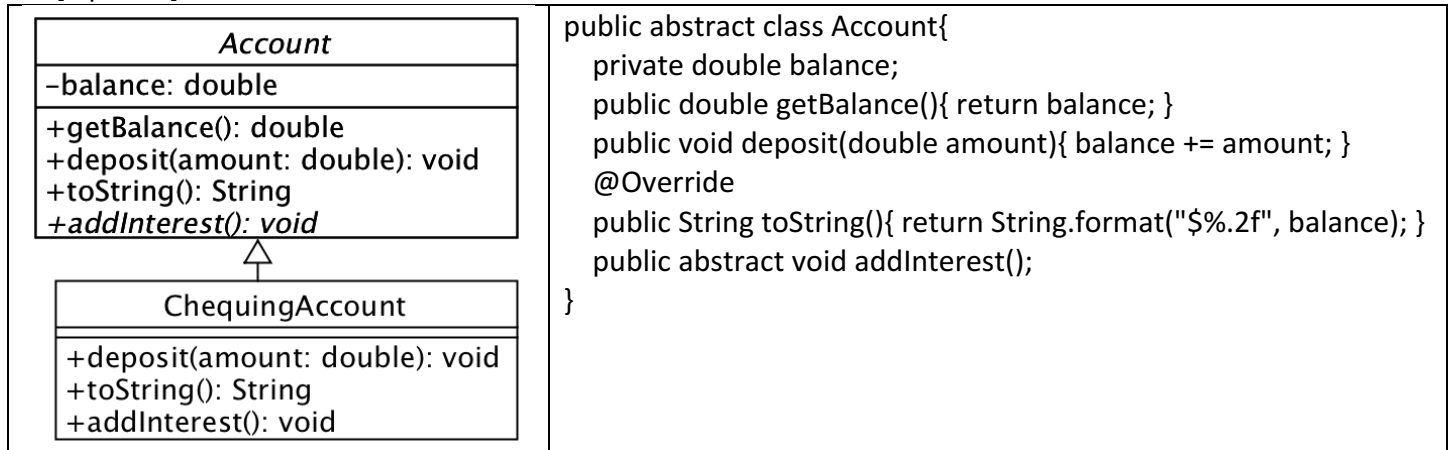 Account
-balance: double
+getBalance(): double
+deposit(amount: double): void
+toString(): String
+addInterest(): void
ChequingAccount
+deposit(amount: double): void
+toString(): String
+addInterest(): void
public abstract class Account{
private double balance;
public double getBalance(){ return balance; }
public void deposit(double amount){ balance += amount; }
@Override
public String toString(){ return String.format("$%.2f", balance); }
public abstract void addInterest();
}